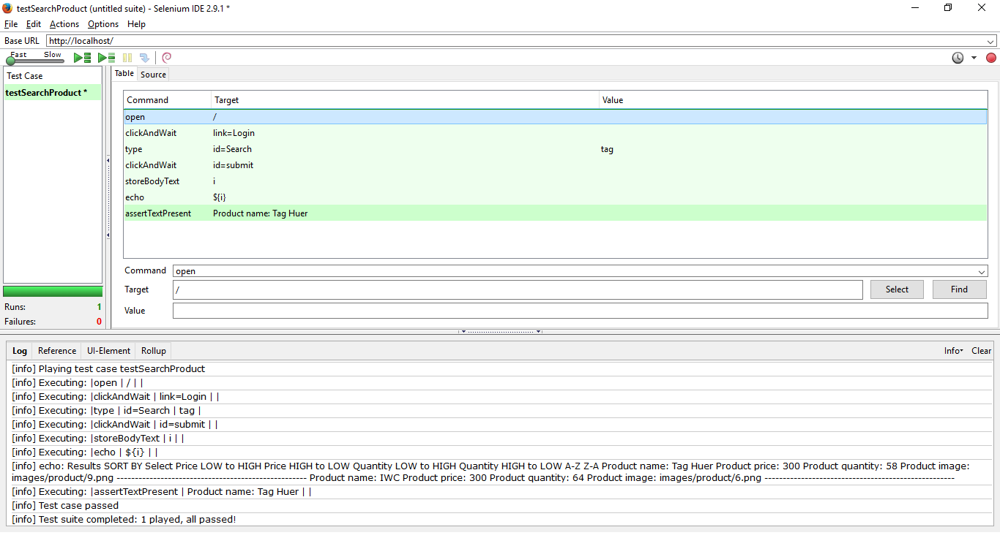 testSearchProduct (untitled suite) - Selenium IDE 2.9.1 *
File Edit Actions Options Help
Base URL http://localhost/
Fast Slow
Test Case
testSearchProduct *
Runs: 1
Failures: 0
Table Source
Command Target Value
open /
clickAndWait link=Login
type id=Search tag
clickAndWait id=submit
storeBodyText i
echo ${i}
assertTextPresent Product name: Tag Huer
Command open
Target / Select Find
Value
Log Reference UI-Element Rollup Info Clear
[info] Playing test case testSearchProduct
[info] Executing: |open | / | |
[info] Executing: |clickAndWait | link=Login | |
[info] Executing: |type | id=Search | tag |
[info] Executing: |clickAndWait | id=submit | |
[info] Executing: |storeBodyText | i | |
[info] Executing: |echo | ${i} | |
[info] echo: Results SORT BY Select Price LOW to HIGH Price HIGH to LOW Quantity LOW to HIGH Quantity HIGH to LOW A-Z Z-A Product name: Tag Huer Product price: 300 Product quantity: 58 Product image:
images/product/9.png ---------------------------------------------------- Product name: IWC Product price: 300 Product quantity: 64 Product image: images/product/6.png ----------------------------------------------------
[info] Executing: |assertTextPresent | Product name: Tag Huer | |
[info] Test case passed
[info] Test suite completed: 1 played, all passed!